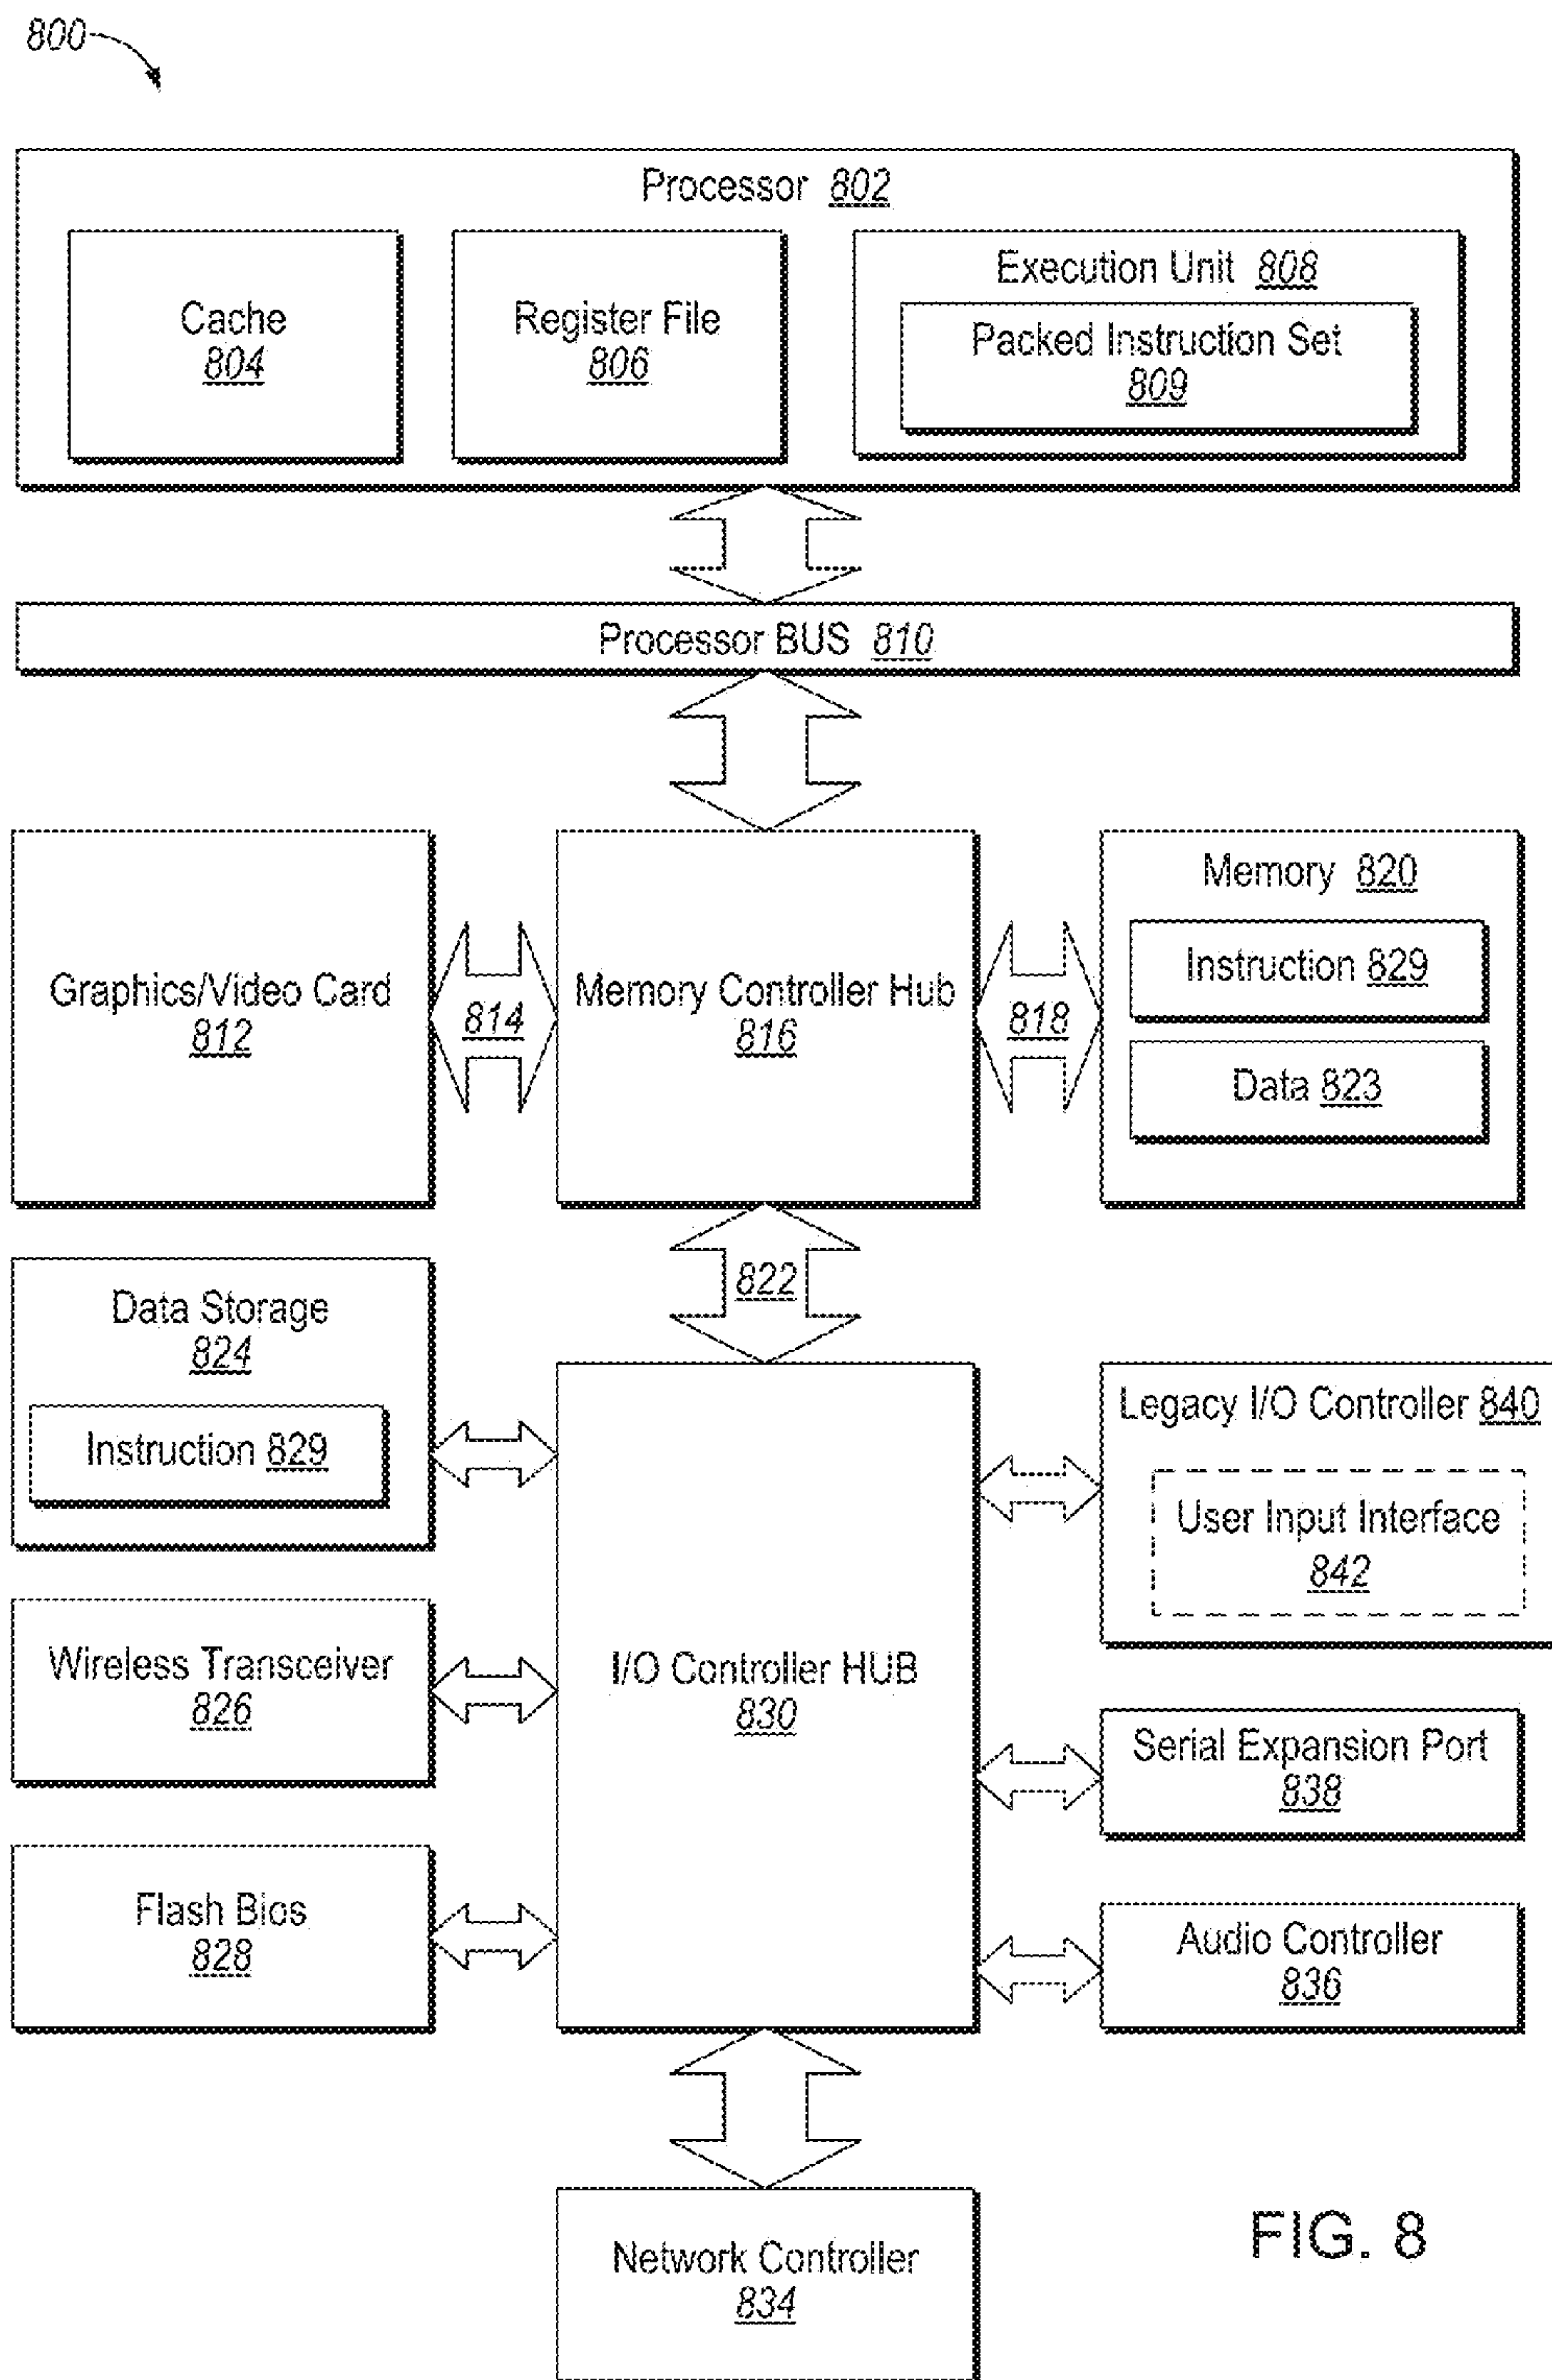 800
Processor 802
Cache
804
Register File
806
Execution Unit 808
Packed Instruction Set
809
Processor BUS 810
Graphics/Video Card
812
814
Memory Controller Hub
816
818
Memory 820
Instruction 829
Data 823
822
Data Storage
824
Instruction 829
Wireless Transceiver
826
Flash Bios
828
I/O Controller HUB
830
Legacy I/O Controller 840
User Input Interface
842
Serial Expansion Port
838
Audio Controller
836
Network Controller
834
FIG. 8